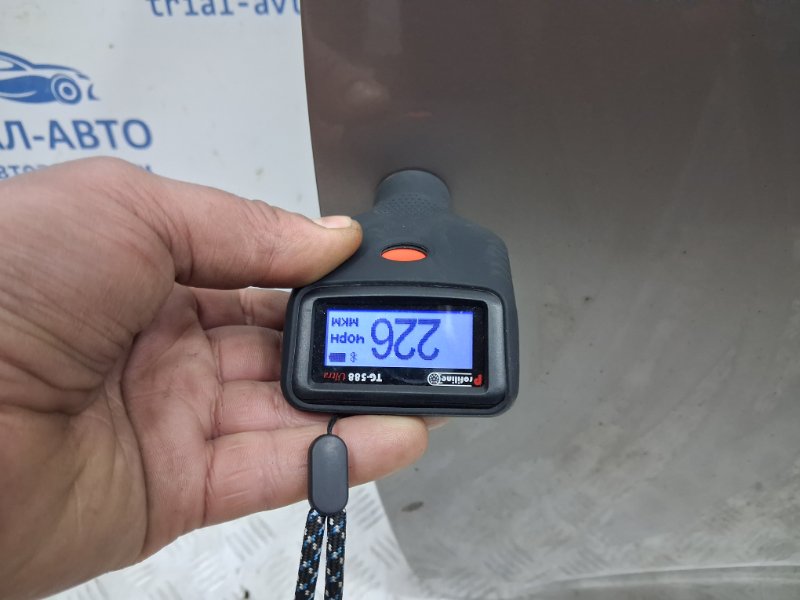 trial-avt
АЛ-АВТО
Profiline TG-588 Ultra
226 ЧОРН
МКМ